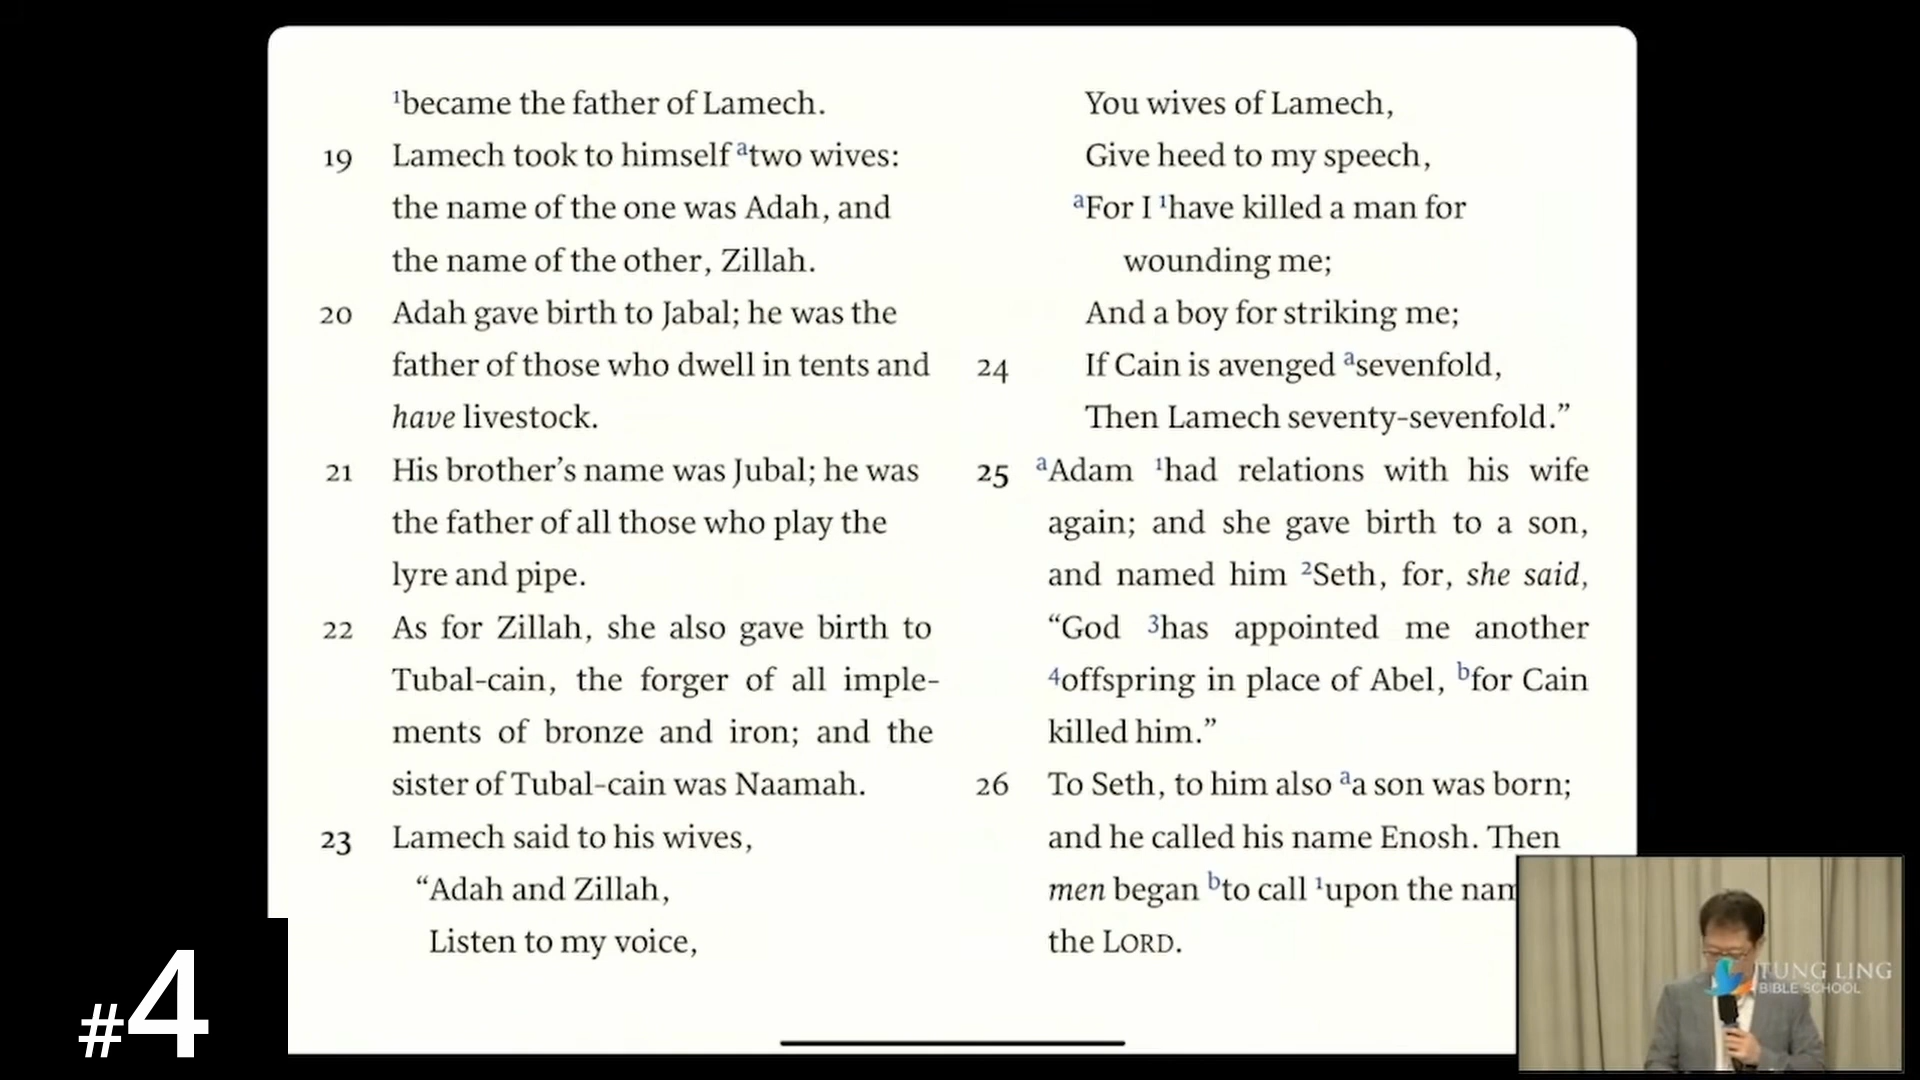 ¹became the father of Lamech.
19 Lamech took to himself ᵃtwo wives:
the name of the one was Adah, and
the name of the other, Zillah.
20 Adah gave birth to Jabal; he was the
father of those who dwell in tents and
have livestock.
21 His brother’s name was Jubal; he was
the father of all those who play the
lyre and pipe.
22 As for Zillah, she also gave birth to
Tubal-cain, the forger of all imple-
ments of bronze and iron; and the
sister of Tubal-cain was Naamah.
23 Lamech said to his wives,
“Adah and Zillah,
Listen to my voice,
You wives of Lamech,
Give heed to my speech,
ᵃFor I ¹have killed a man for
wounding me;
And a boy for striking me;
24 If Cain is avenged ᵃsevenfold,
Then Lamech seventy-sevenfold.”
25 ᵃAdam ¹had relations with his wife
again; and she gave birth to a son,
and named him ²Seth, for, she said,
“God ³has appointed me another
⁴offspring in place of Abel, ᵇfor Cain
killed him.”
26 To Seth, to him also ᵃa son was born;
and he called his name Enosh. Then
men began ᵇto call ¹upon the nam
the LORD.
#4
TUNG LING
BIBLE SCHOOL